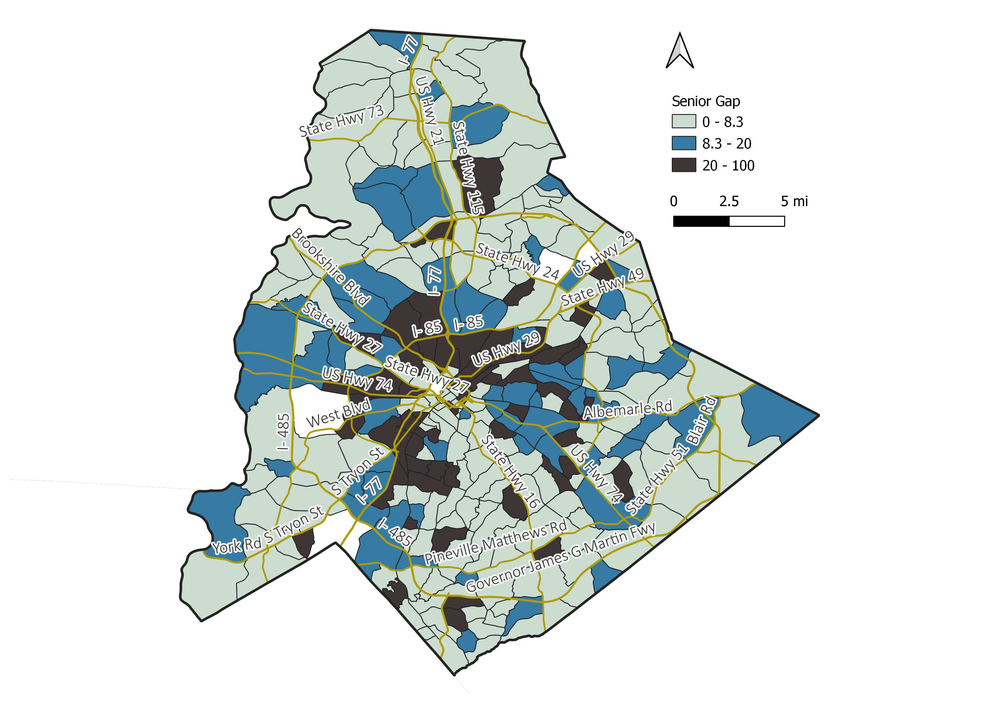 I- 77
US Hwy 21
Senior Gap
State Hwy 73
0 - 8.3
State Hwy 115
8.3 - 20
20 - 100
0 2.5 5 mi
Brookshire Blvd
US Hwy 29
State Hwy 24
I- 77
State Hwy 49
State Hwy 27
I- 85
I- 85
US Hwy 29
State Hwy 27
US Hwy 74
West Blvd
Albemarle Rd
Blair Rd
I- 485
State Hwy 16
US Hwy 74
State Hwy 51
S Tryon St
I- 77
York Rd
S Tryon St
I- 485
Pineville Matthews Rd
Governor James G Martin Fwy